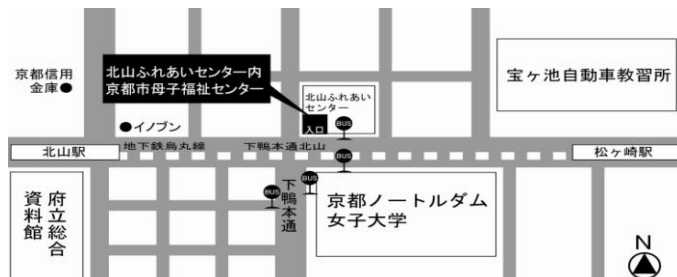 京都信用
金庫●
北山ふれあいセンター内
京都市母子福祉センター
北山ふれあい
センター
入口
BUS
宝ヶ池自動車教習所
●イノブン
地下鉄烏丸線
下鴨本通北山
BUS
北山駅
松ヶ崎駅
府立総合
資料館
下鴨本通
BUS
BUS
京都ノートルダム
女子大学
N